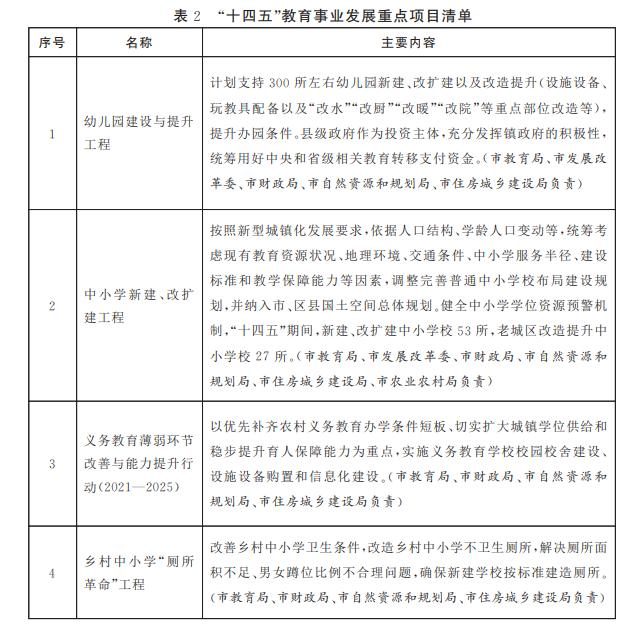 表 2 “十四五”教育事业发展重点项目清单
序号
名称
主要内容
1
幼儿园建设与提升
工程
计划支持 300 所左右幼儿园新建、改扩建以及改造提升(设施设备、
玩教具配备以及“改水”“改厨”“改暖”“改院”等重点部位改造等),
提升办园条件。县级政府作为投资主体,充分发挥镇政府的积极性,
统筹用好中央和省级相关教育转移支付资金。(市教育局、市发展改
革委、市财政局、市自然资源和规划局、市住房城乡建设局负责)
2
中小学新建、改扩
建工程
按照新型城镇化发展要求,依据人口结构、学龄人口变动等,统筹考
虑现有教育资源状况、地理环境、交通条件、中小学服务半径、建设
标准和教学保障能力等因素,调整完善普通中小学校布局建设规
划,并纳入市、区县国土空间总体规划。健全中小学学位资源预警机
制,“十四五”期间,新建、改扩建中小学校 53 所,老城区改造提升中
小学校 27 所。(市教育局、市发展改革委、市财政局、市自然资源和
规划局、市住房城乡建设局、市农业农村局负责)
3
义务教育薄弱环节
改善与能力提升行
动(2021—2025)
以优先补齐农村义务教育办学条件短板、切实扩大城镇学位供给和
稳步提升育人保障能力为重点,实施义务教育学校校园校舍建设、
设施设备购置和信息化建设。(市教育局、市财政局、市自然资源和
规划局、市住房城乡建设局负责)
4
乡村中小学“厕所
革命”工程
改善乡村中小学卫生条件,改造乡村中小学不卫生厕所,解决厕所面
积不足、男女蹲位比例不合理问题,确保新建学校按标准建造厕所。
(市教育局、市财政局、市自然资源和规划局、市住房城乡建设局负责)